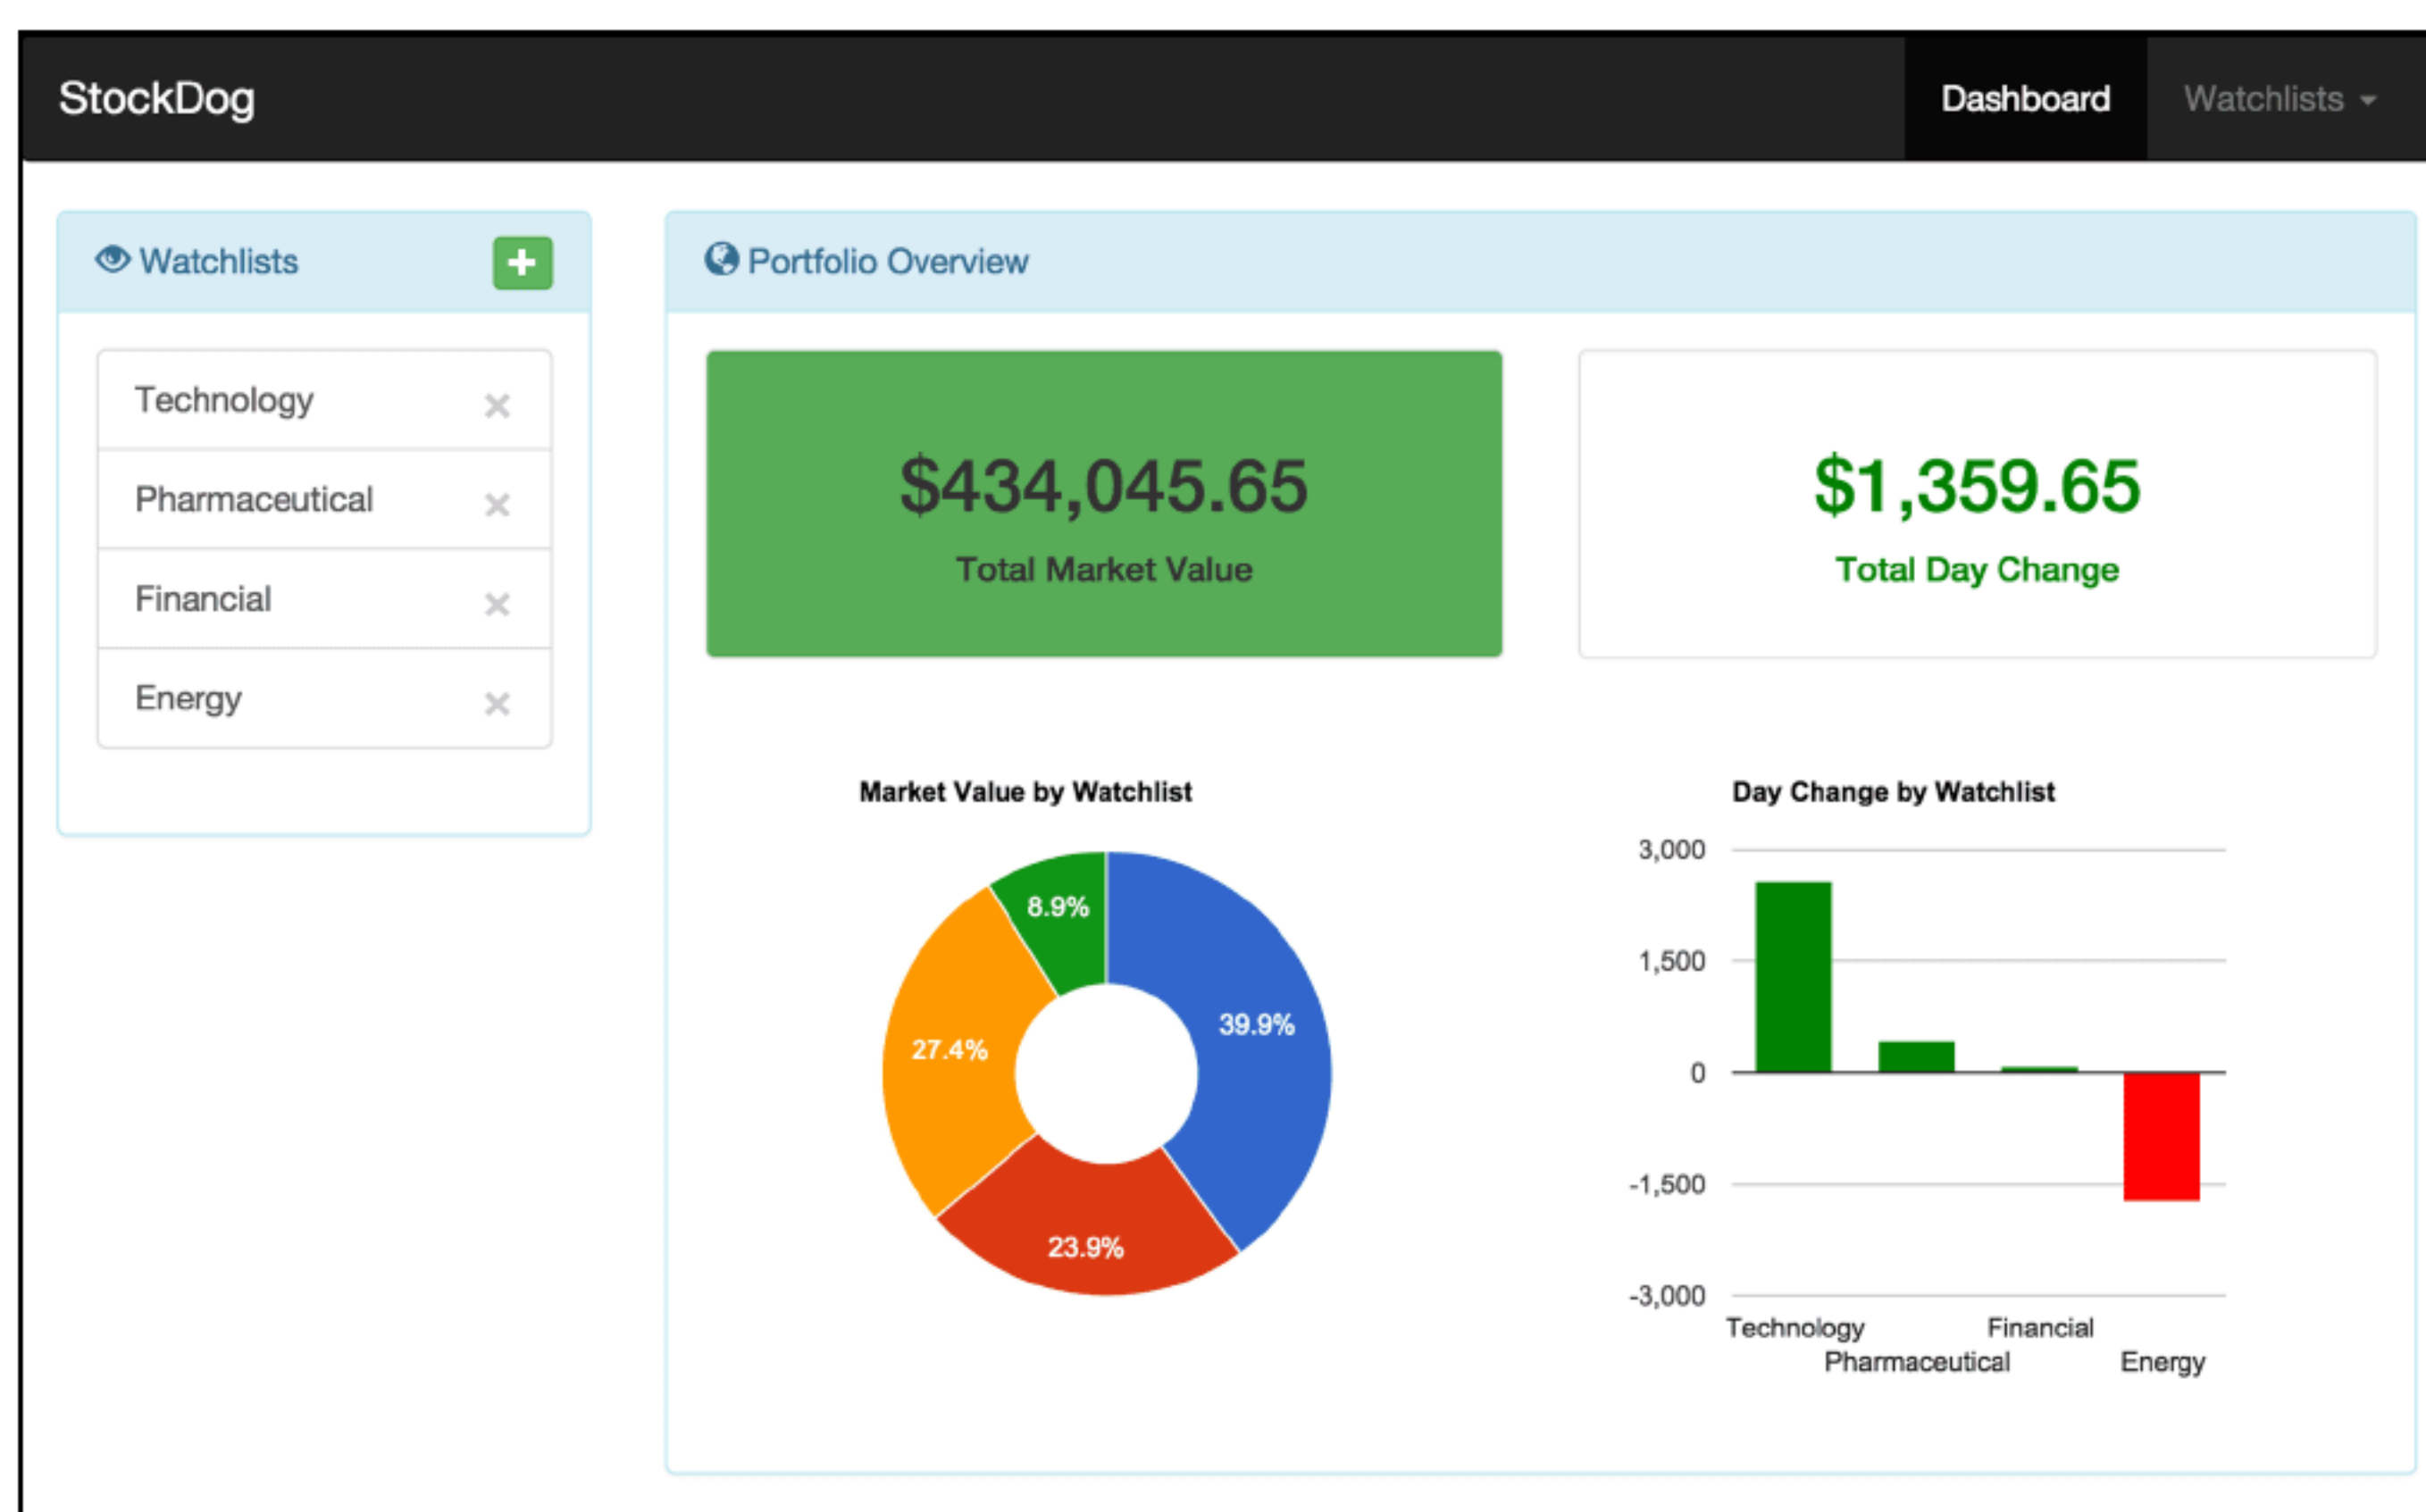 StockDog
Dashboard
Watchlists
Watchlists
Technology
Pharmaceutical
Financial
Energy
Portfolio Overview
$434,045.65
Total Market Value
$1,359.65
Total Day Change
Market Value by Watchlist
8.9%
39.9%
27.4%
23.9%
Day Change by Watchlist
3,000
1,500
0
-1,500
-3,000
Technology
Financial
Pharmaceutical
Energy